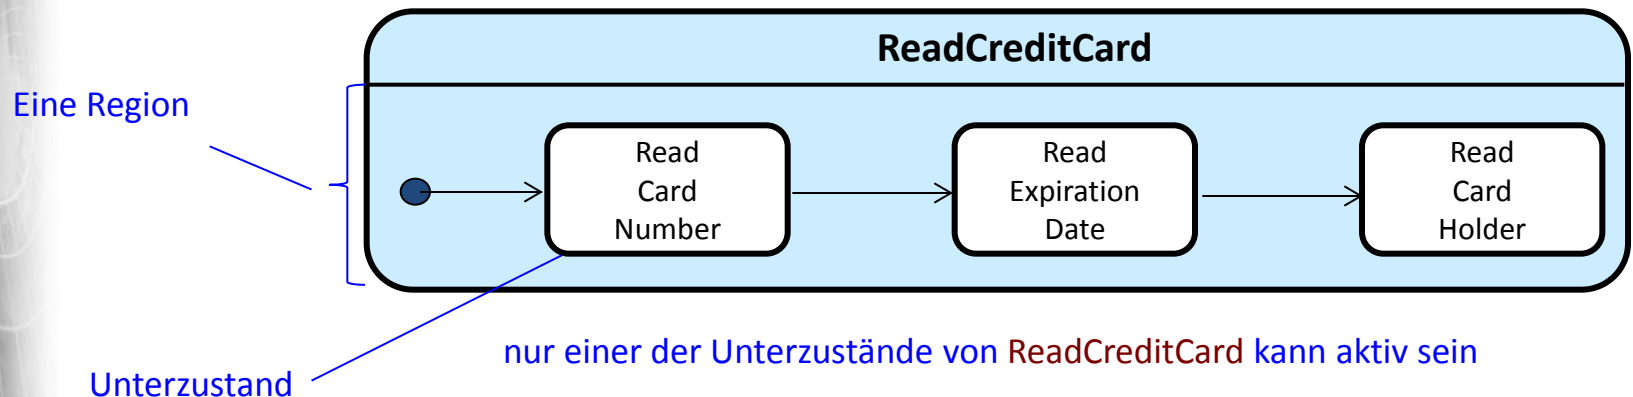 ReadCreditCard
Eine Region
Read
Card
Number
Read
Expiration
Date
Read
Card
Holder
nur einer der Unterzustände von ReadCreditCard kann aktiv sein
Unterzustand